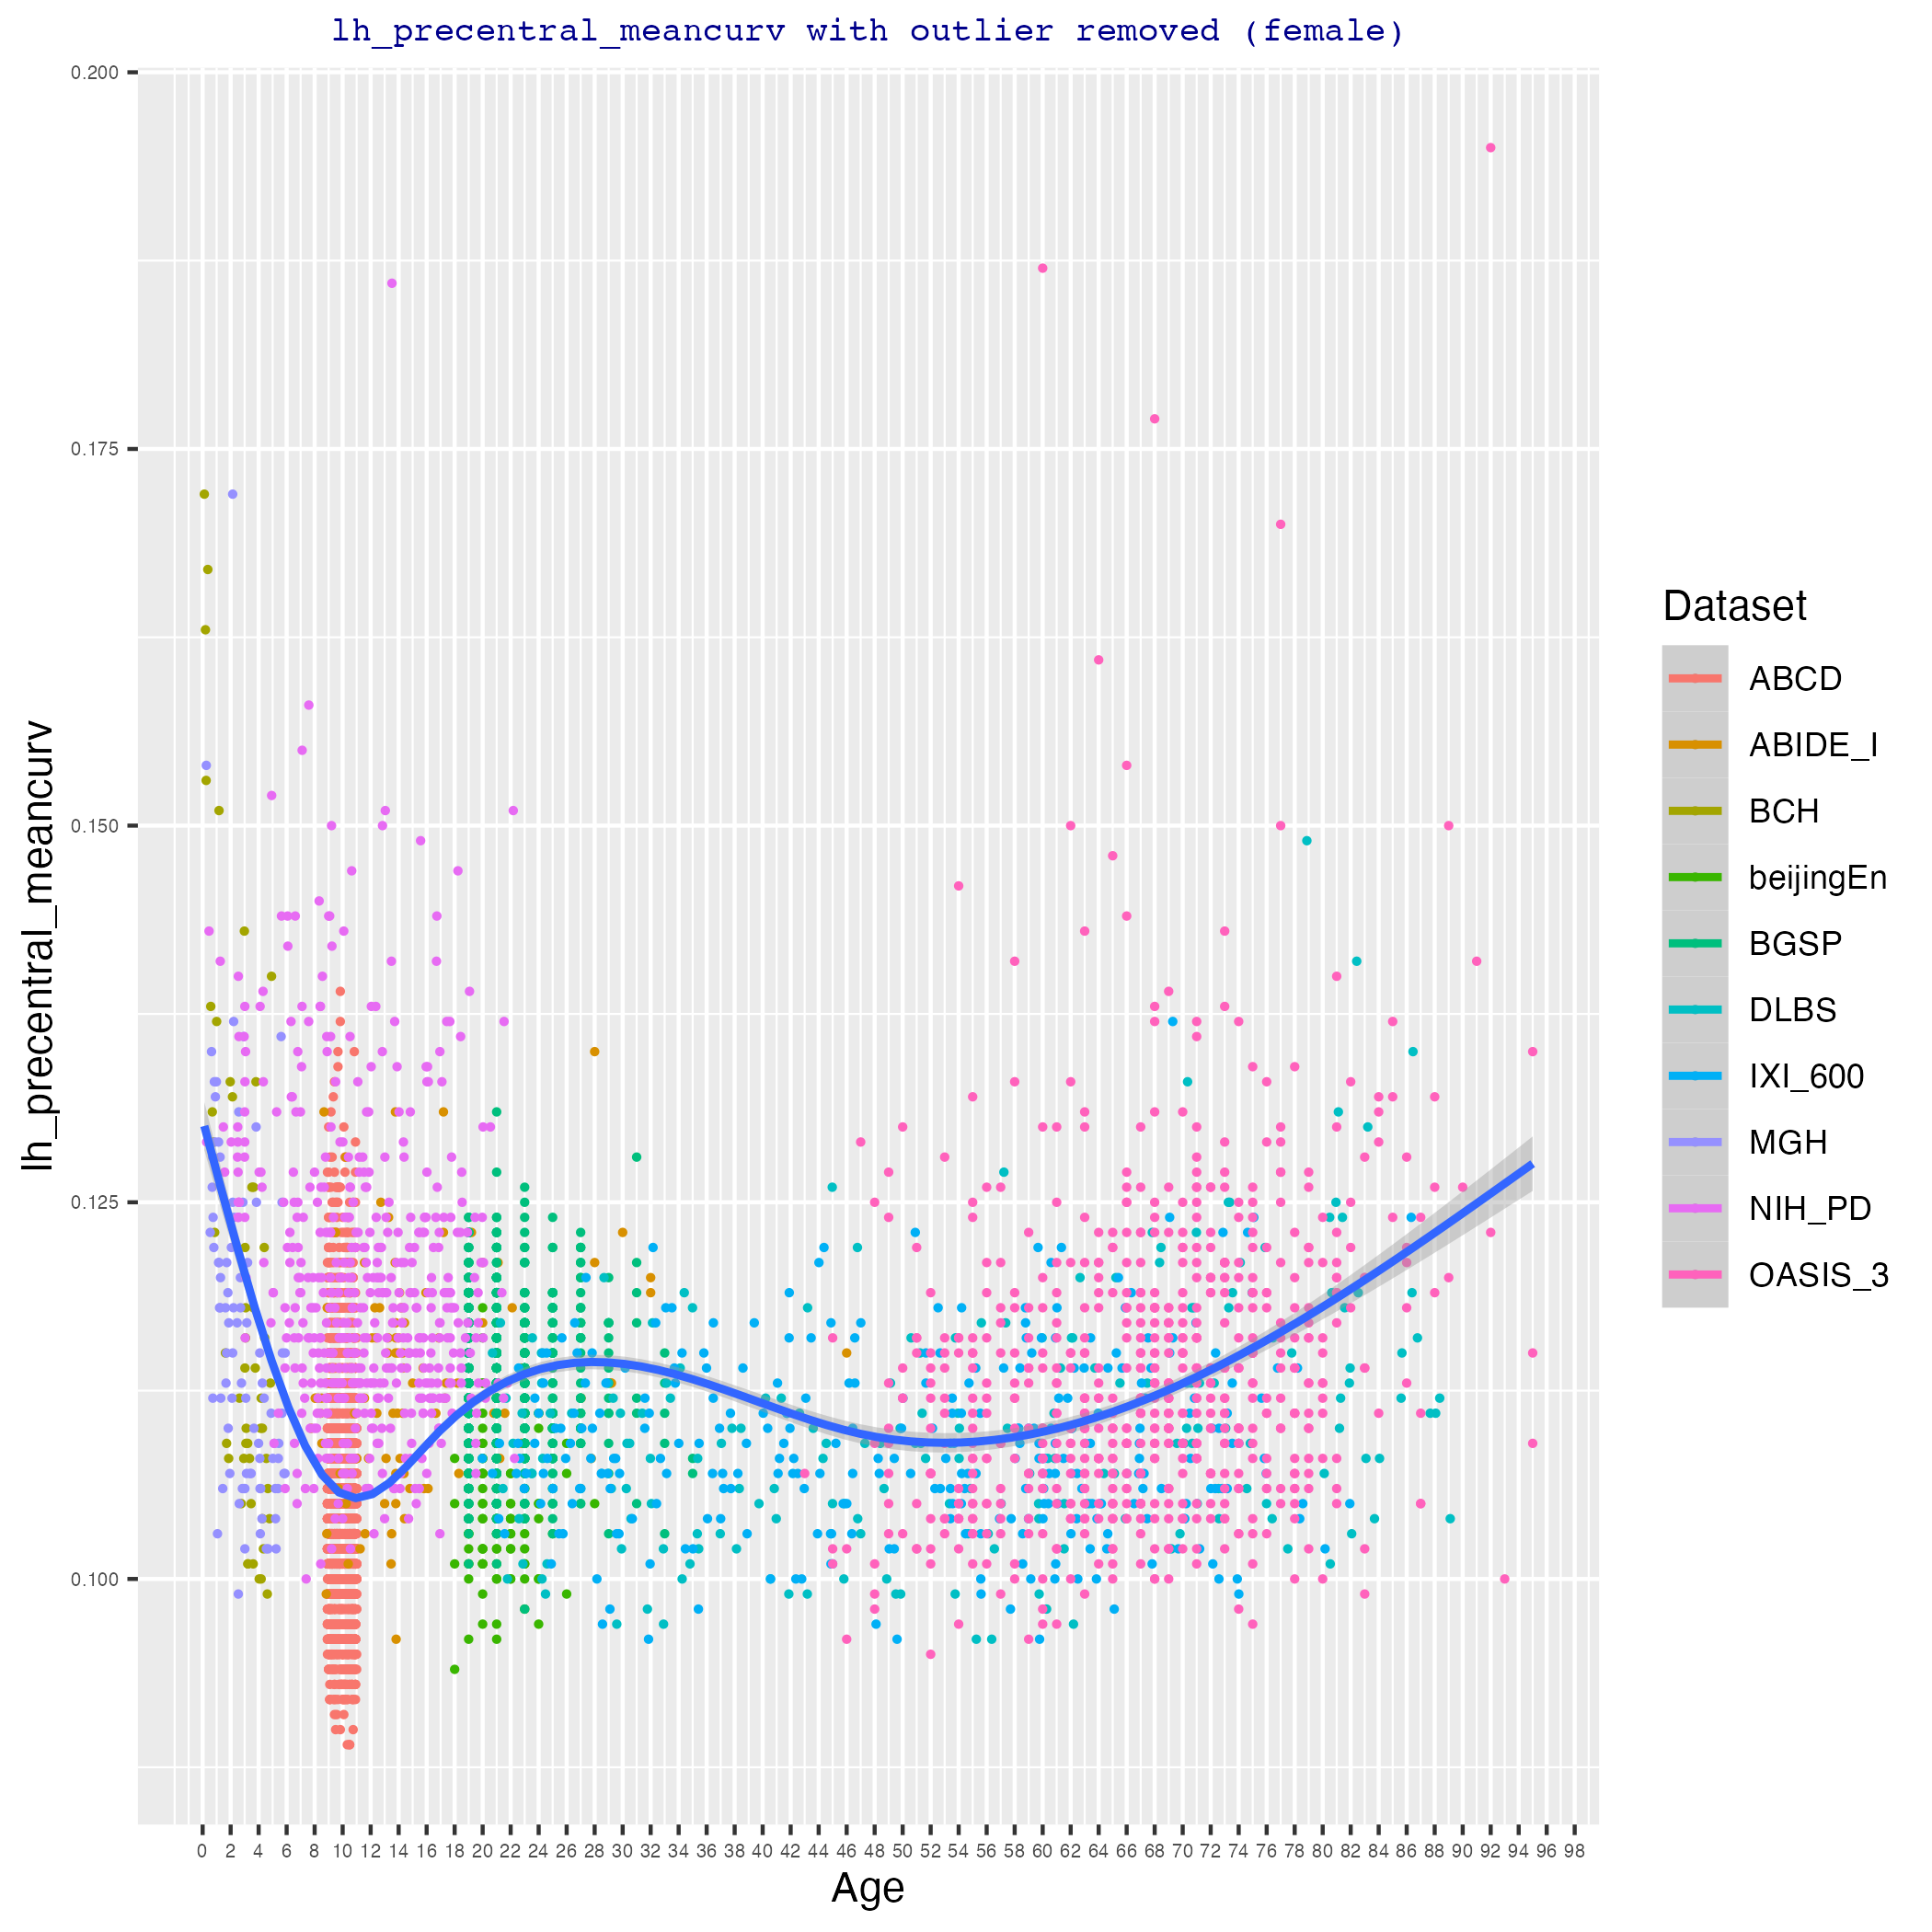 lh_precentral_meancurv with outlier removed (female)
0.200
0.175
0.150
0.125
0.100
lh_precentral_meancurv
0 2 4 6 8 10 12 14 16 18 20 22 24 26 28 30 32 34 36 38 40 42 44 46 48 50 52 54 56 58 60 62 64 66 68 70 72 74 76 78 80 82 84 86 88 90 92 94 96 98
Age
Dataset
ABCD
ABIDE_I
BCH
beijingEn
BGSP
DLBS
IXI_600
MGH
NIH_PD
OASIS_3